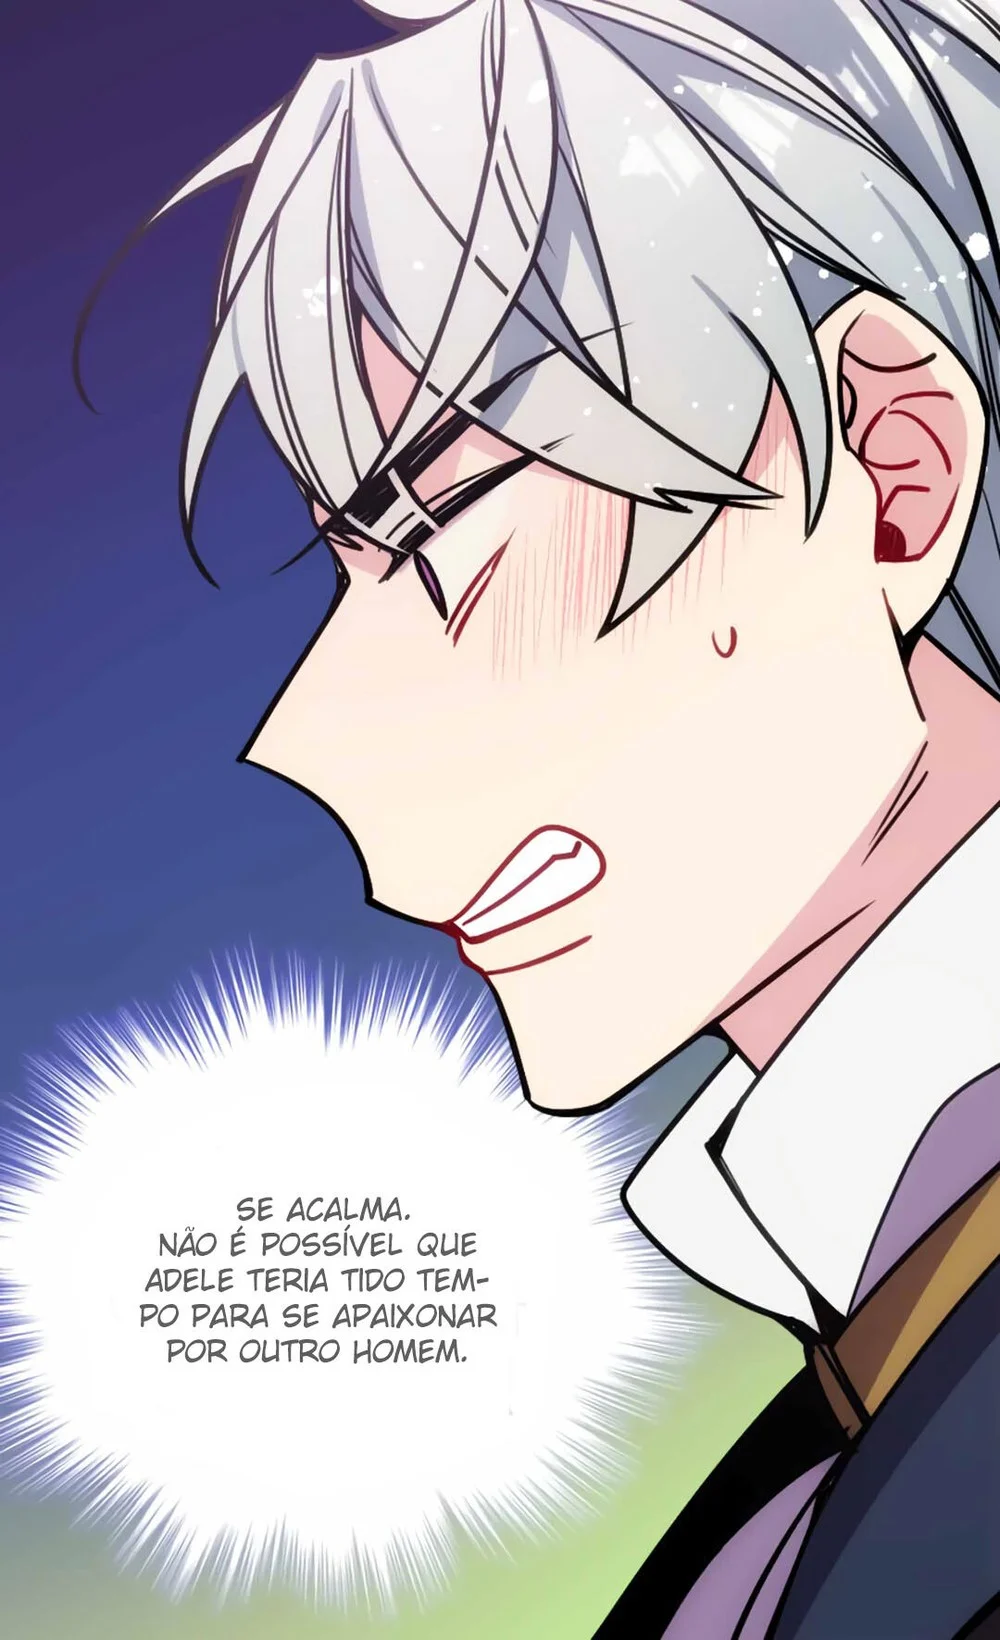 SE ACALMA.
NÃO É POSSÍVEL QUE
ADELE TERIA TIDO TEM-
PO PARA SE APAIXONAR
POR OUTRO HOMEM.